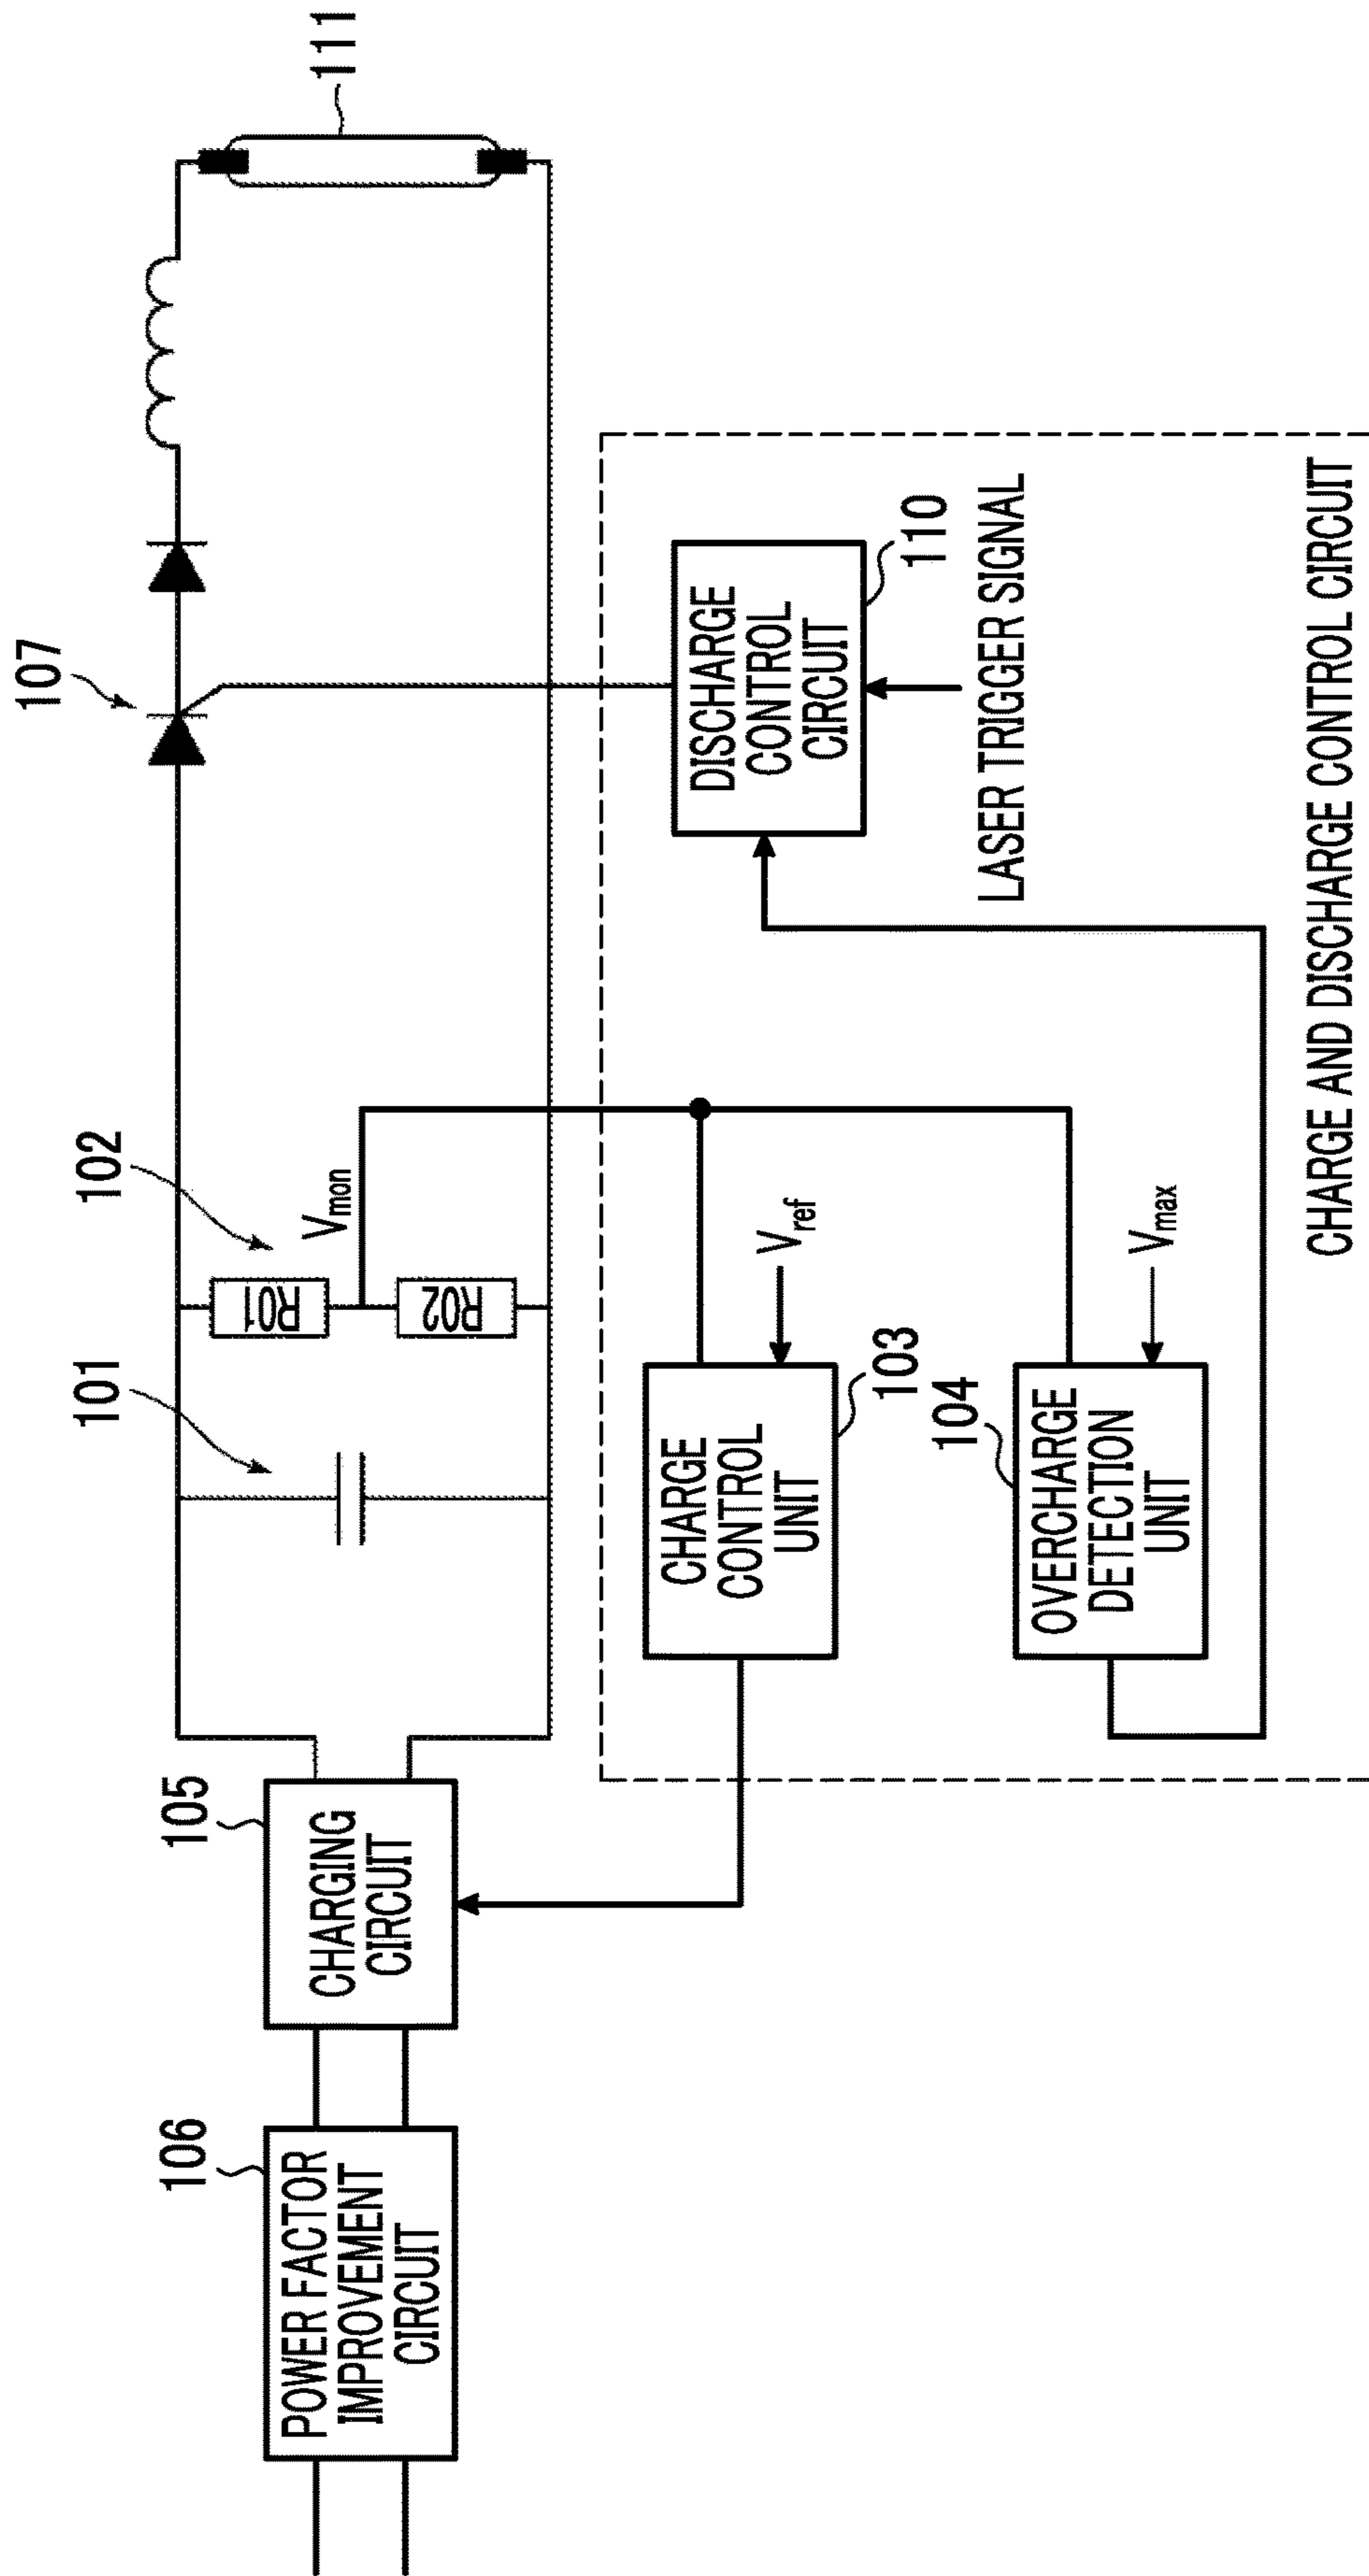 106
POWER FACTOR
IMPROVEMENT
CIRCUIT
105
CHARGING
CIRCUIT
101
102
R01
R02
Vmon
107
111
103
CHARGE
CONTROL
UNIT
Vref
104
OVERCHARGE
DETECTION
UNIT
Vmax
DISCHARGE
CONTROL
CIRCUIT
110
LASER TRIGGER SIGNAL
CHARGE AND DISCHARGE CONTROL CIRCUIT